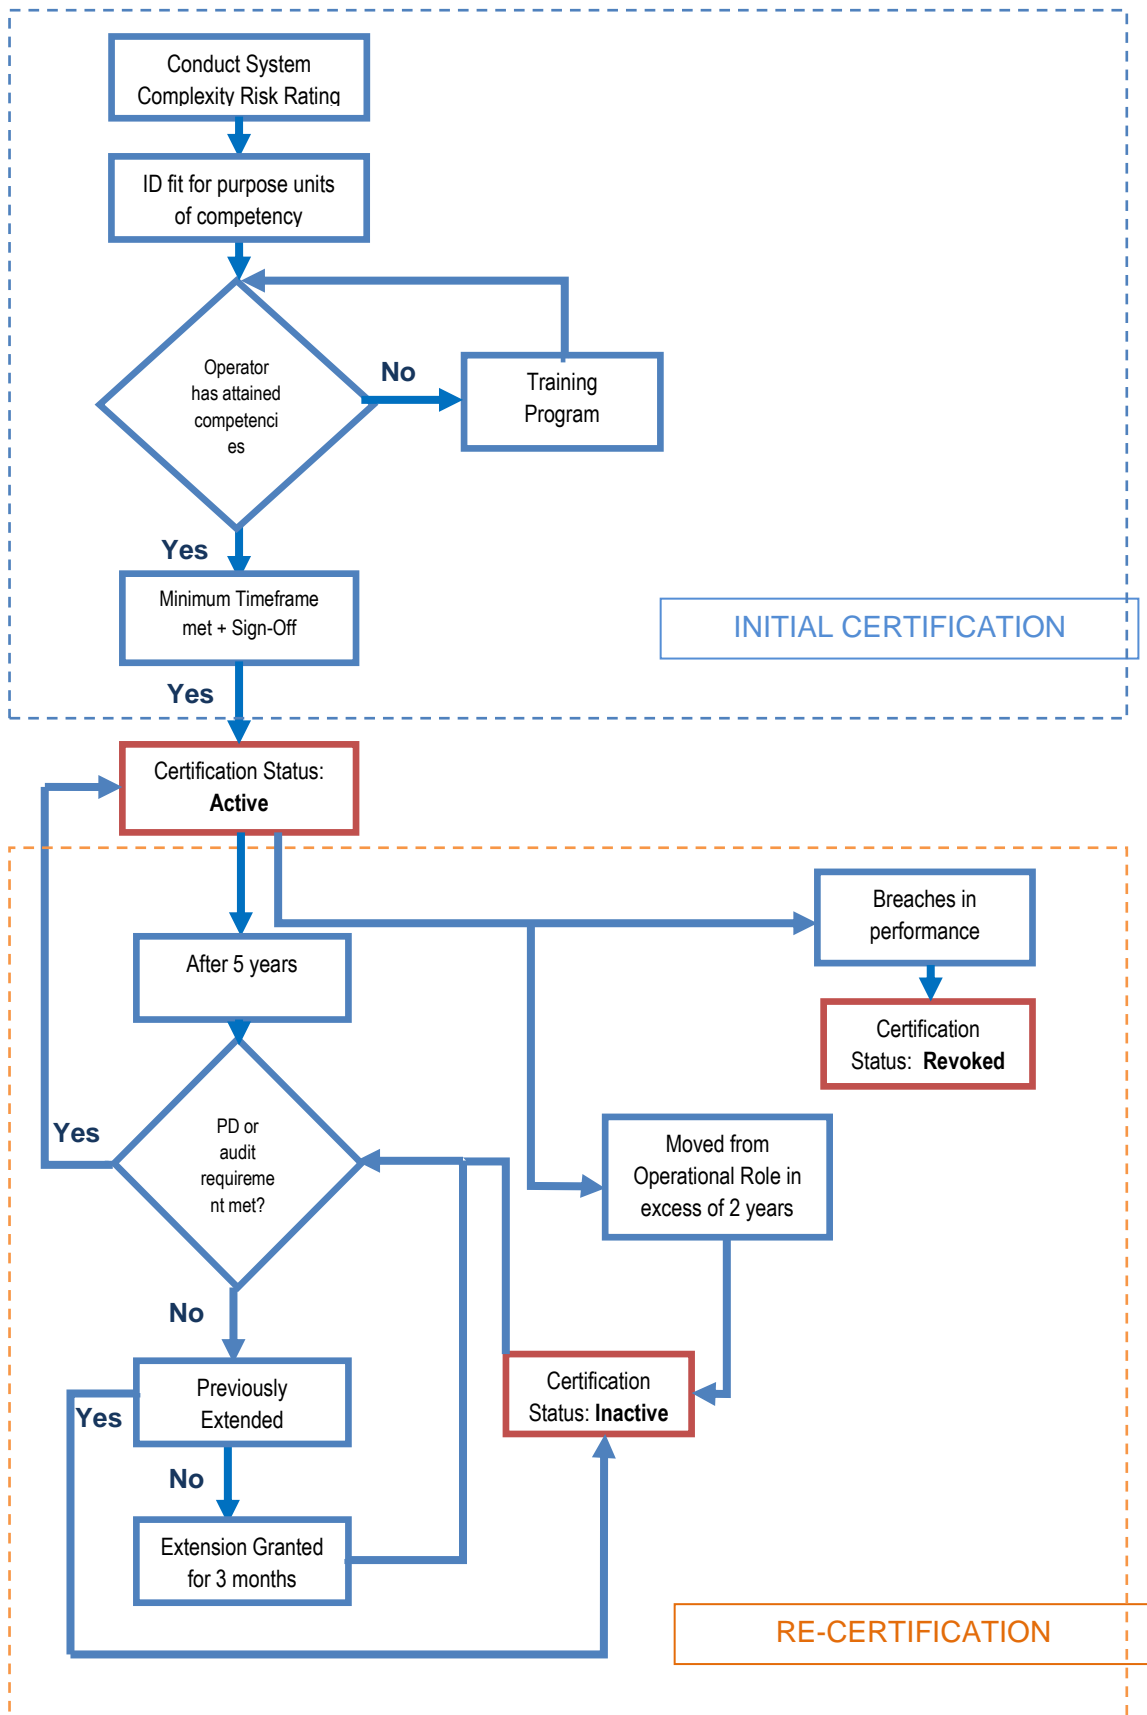 Conduct System
Complexity Risk Rating
ID fit for purpose units
of competency
Operator
has attained
competenci
es
No
Training
Program
Yes
Minimum Timeframe
met + Sign-Off
INITIAL CERTIFICATION
Yes
Certification Status:
Active
Breaches in
performance
After 5 years
Certification
Status: Revoked
Yes
PD or
audit
requireme
nt met?
Moved from
Operational Role in
excess of 2 years
No
Previously
Extended
Yes
Certification
Status: Inactive
No
Extension Granted
for 3 months
RE-CERTIFICATION